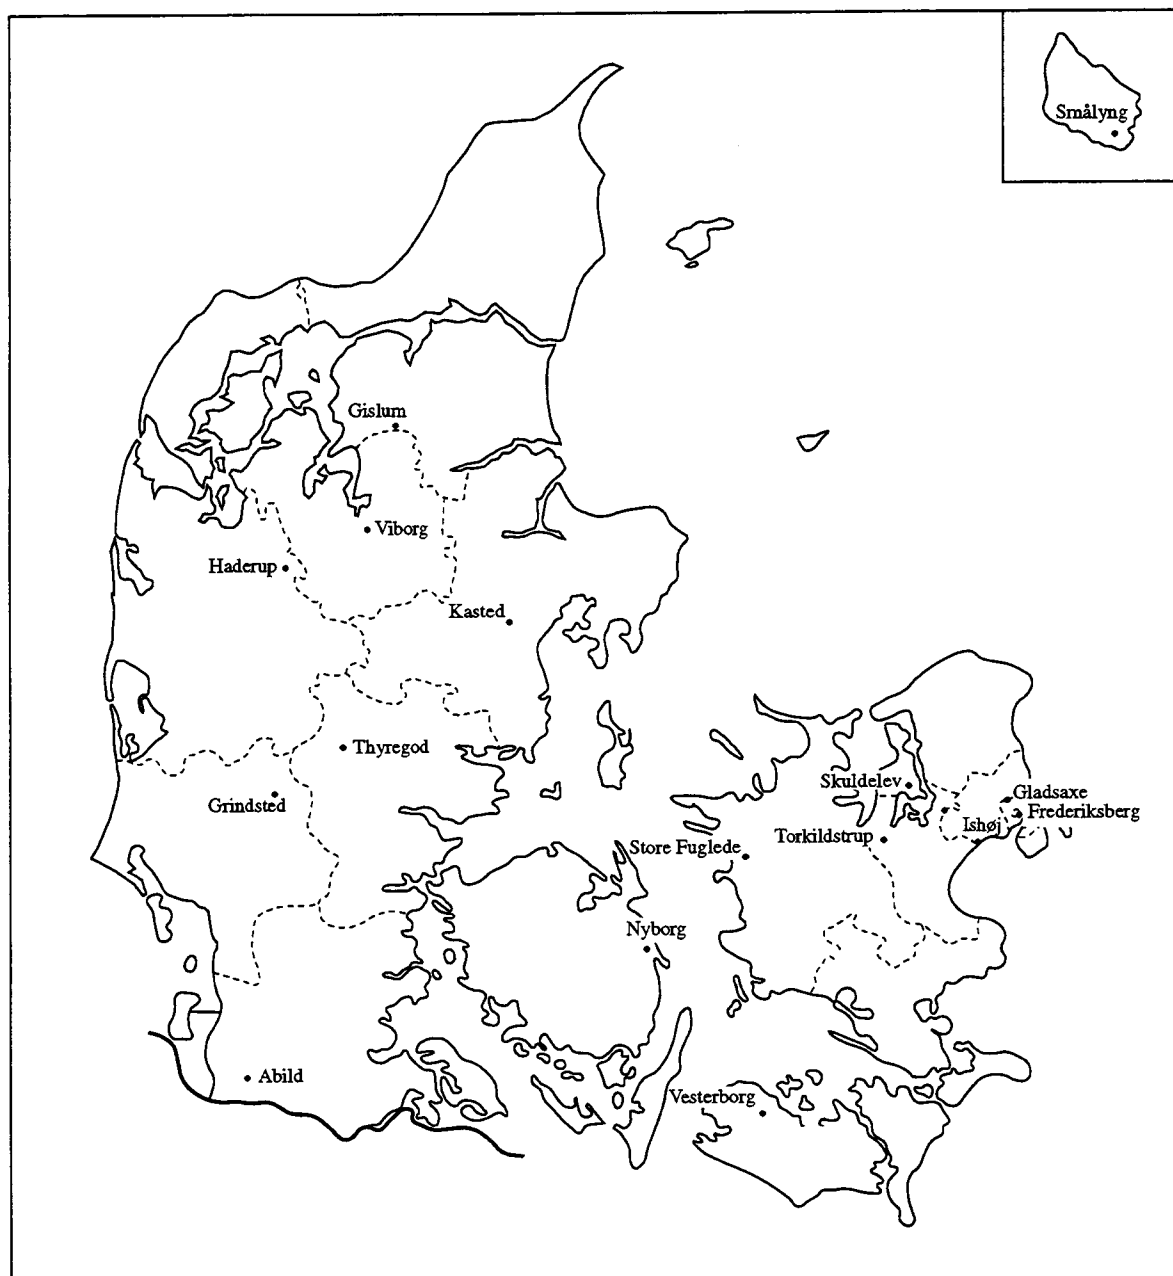 Smålyng
Gislum
Viborg
Haderup
Kasted
Thyregod
Skuldelev
Gladsaxe
Grindsted
Frederiksberg
Ishøj
Torkildstrup
Store Fuglede
Nyborg
Abild
Vesterborg